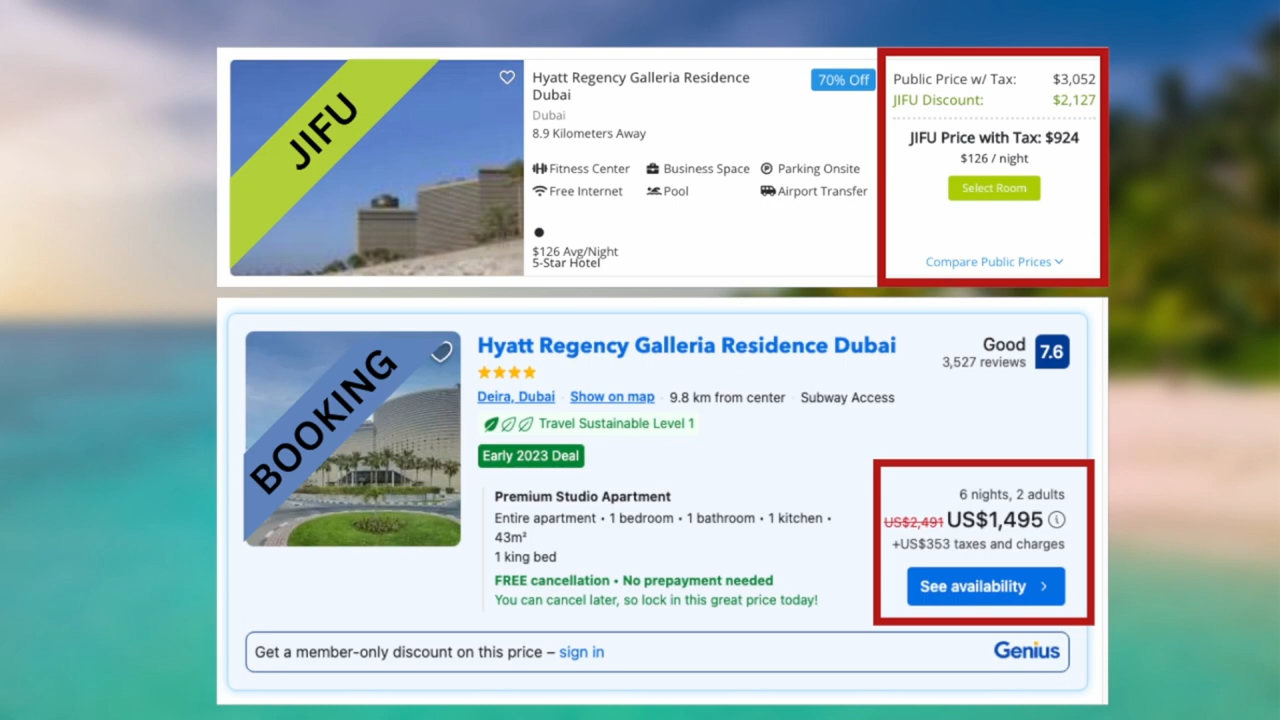 JIFU
Hyatt Regency Galleria Residence
Dubai
70% Off
Dubai
8.9 Kilometers Away
Fitness Center
Business Space
Parking Onsite
Free Internet
Pool
Airport Transfer
$126 Avg/Night
5-Star Hotel
Public Price w/ Tax: $3,052
JIFU Discount: $2,127
JIFU Price with Tax: $924
$126 / night
Select Room
Compare Public Prices
BOOKING
Hyatt Regency Galleria Residence Dubai
Good
3,527 reviews
7.6
Deira, Dubai Show on map 9.8 km from center Subway Access
Travel Sustainable Level 1
Early 2023 Deal
Premium Studio Apartment
Entire apartment • 1 bedroom • 1 bathroom • 1 kitchen •
43m²
1 king bed
FREE cancellation • No prepayment needed
You can cancel later, so lock in this great price today!
6 nights, 2 adults
US$2,491 US$1,495
+US$353 taxes and charges
See availability
Get a member-only discount on this price – sign in
Genius